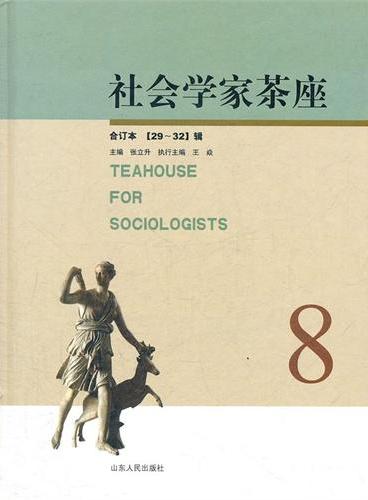 社会学家茶座
合订本 【29~32】辑
主编 张立升 执行主编 王焱
TEAHOUSE
FOR
SOCIOLOGISTS
8
山东人民出版社